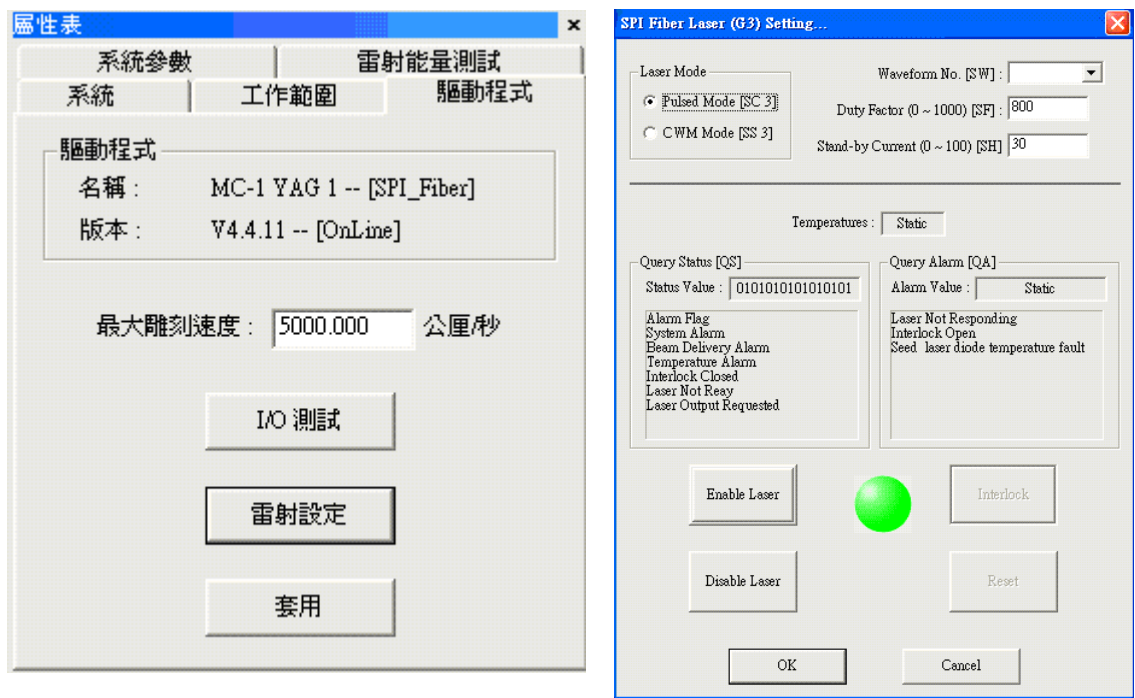 屬性表
系統參數
雷射能量測試
系統
工作範圍
驅動程式
驅動程式
名稱： MC-1 YAG 1 -- [SPI_Fiber]
版本： V4.4.11 -- [OnLine]
最大雕刻速度： 5000.000 公厘/秒
I/O 測試
雷射設定
套用
SPI Fiber Laser (G3) Setting...
Laser Mode
Pulsed Mode [SC 3]
CWM Mode [SS 3]
Waveform No. [SW] :
Duty Factor (0 ~ 1000) [SF] : 800
Stand-by Current (0 ~ 100) [SH] 30
Temperatures : Static
Query Status [QS]
Status Value : 0101010101010101
Alarm Flag
System Alarm
Beam Delivery Alarm
Temperature Alarm
Interlock Closed
Laser Not Reay
Laser Output Requested
Query Alarm [QA]
Alarm Value : Static
Laser Not Responding
Interlock Open
Seed laser diode temperature fault
Enable Laser
Interlock
Disable Laser
Reset
OK
Cancel